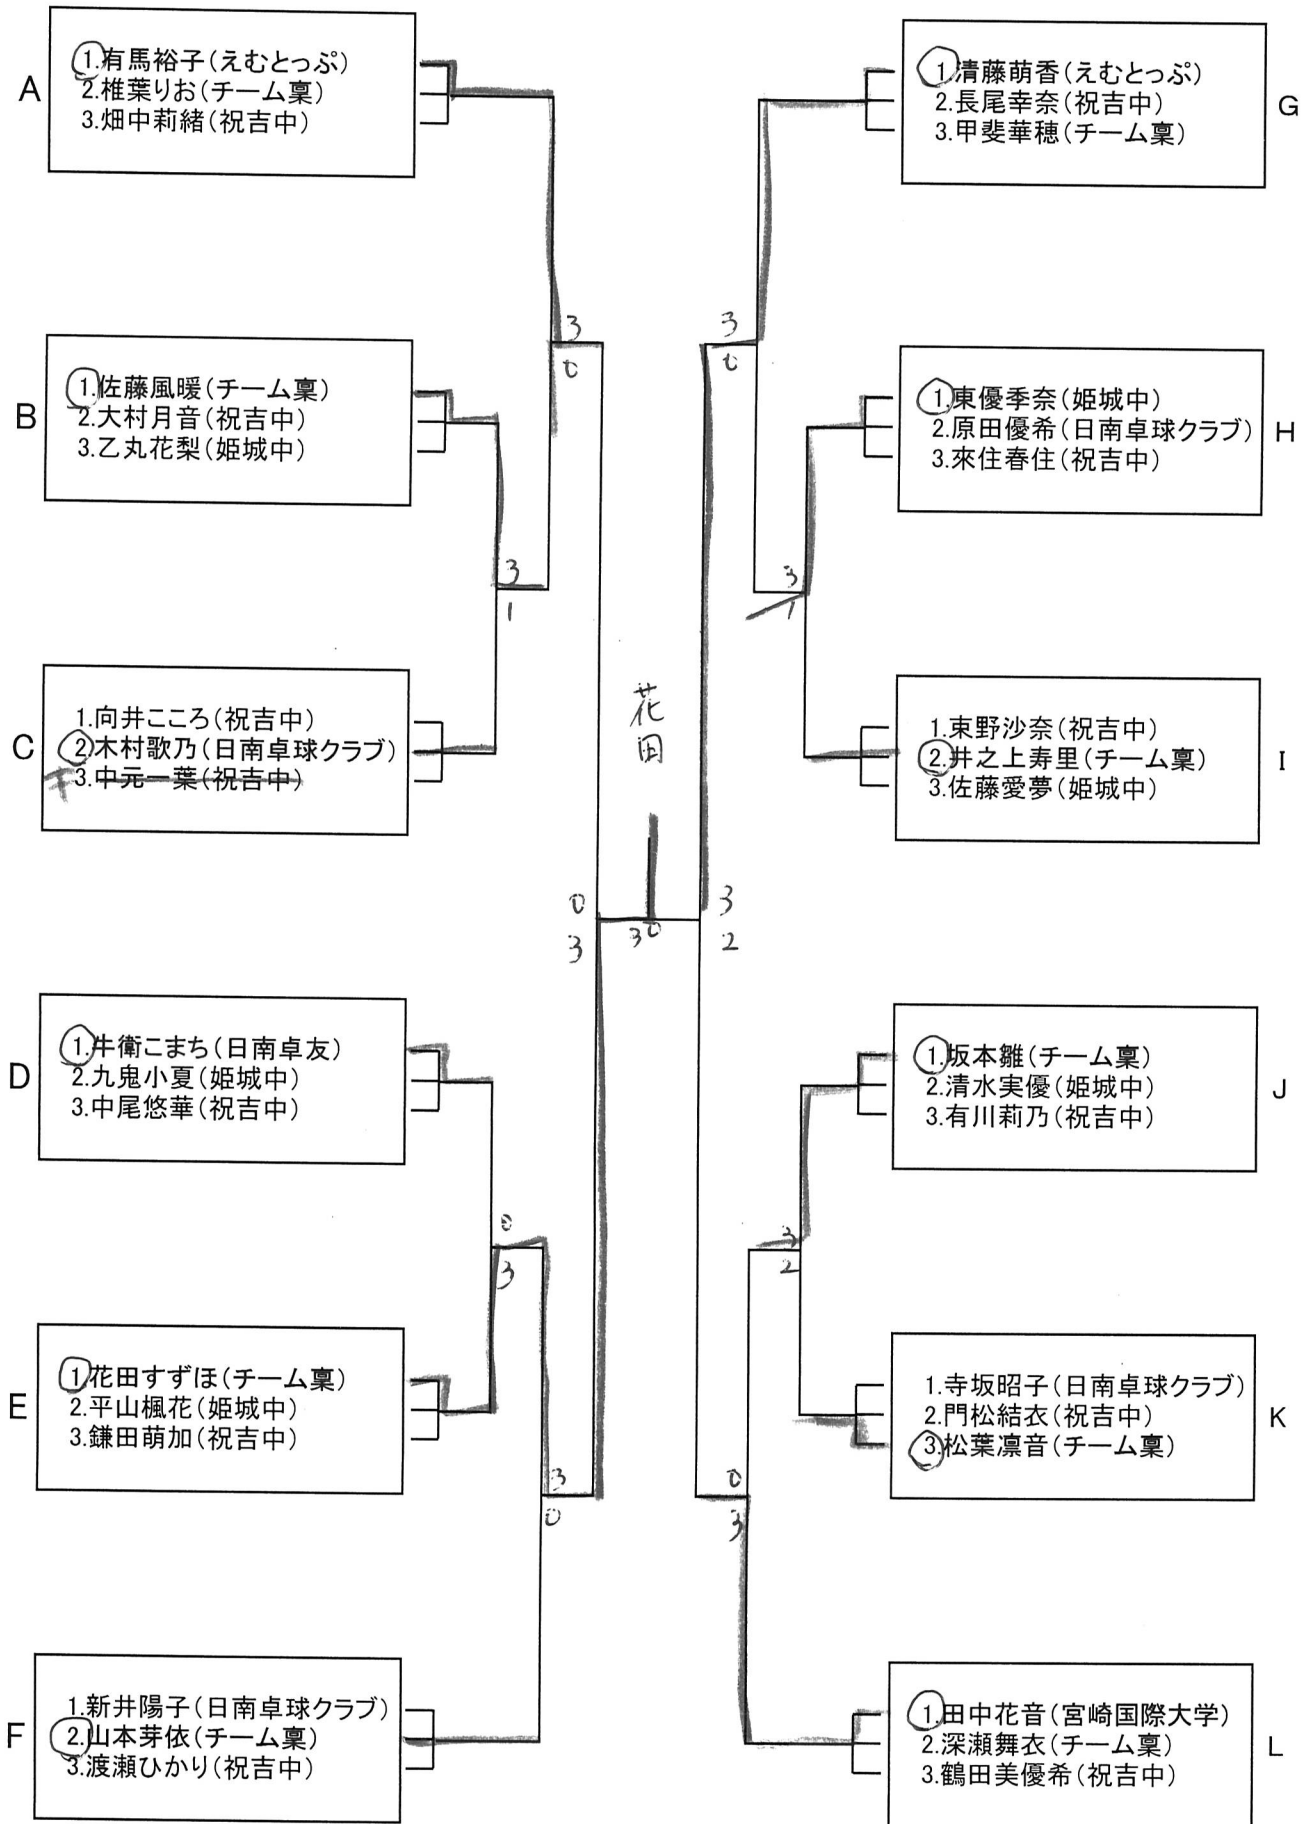 A
1.有馬裕子(えむとっぷ)
2.椎葉りお(チーム稟)
3.畑中莉緒(祝吉中)
B
1.佐藤風暖(チーム稟)
2.大村月音(祝吉中)
3.乙丸花梨(姫城中)
C
1.向井こころ(祝吉中)
2.木村歌乃(日南卓球クラブ)
3.中元一葉(祝吉中)
D
1.牛衛こまち(日南卓友)
2.九鬼小夏(姫城中)
3.中尾悠華(祝吉中)
E
1.花田すずほ(チーム稟)
2.平山楓花(姫城中)
3.鎌田萌加(祝吉中)
F
1.新井陽子(日南卓球クラブ)
2.山本芽依(チーム稟)
3.渡瀬ひかり(祝吉中)
3
0
3
1
0
3
0
3
3
0
花田
3 0
3
0
3
1
3
2
3
2
0
3
G
1.清藤萌香(えむとっぷ)
2.長尾幸奈(祝吉中)
3.甲斐華穂(チーム稟)
H
1.東優季奈(姫城中)
2.原田優希(日南卓球クラブ)
3.來住春住(祝吉中)
I
1.東野沙奈(祝吉中)
2.井之上寿里(チーム稟)
3.佐藤愛夢(姫城中)
J
1.坂本雛(チーム稟)
2.清水実優(姫城中)
3.有川莉乃(祝吉中)
K
1.寺坂昭子(日南卓球クラブ)
2.門松結衣(祝吉中)
3.松葉凛音(チーム稟)
L
1.田中花音(宮崎国際大学)
2.深瀬舞衣(チーム稟)
3.鶴田美優希(祝吉中)